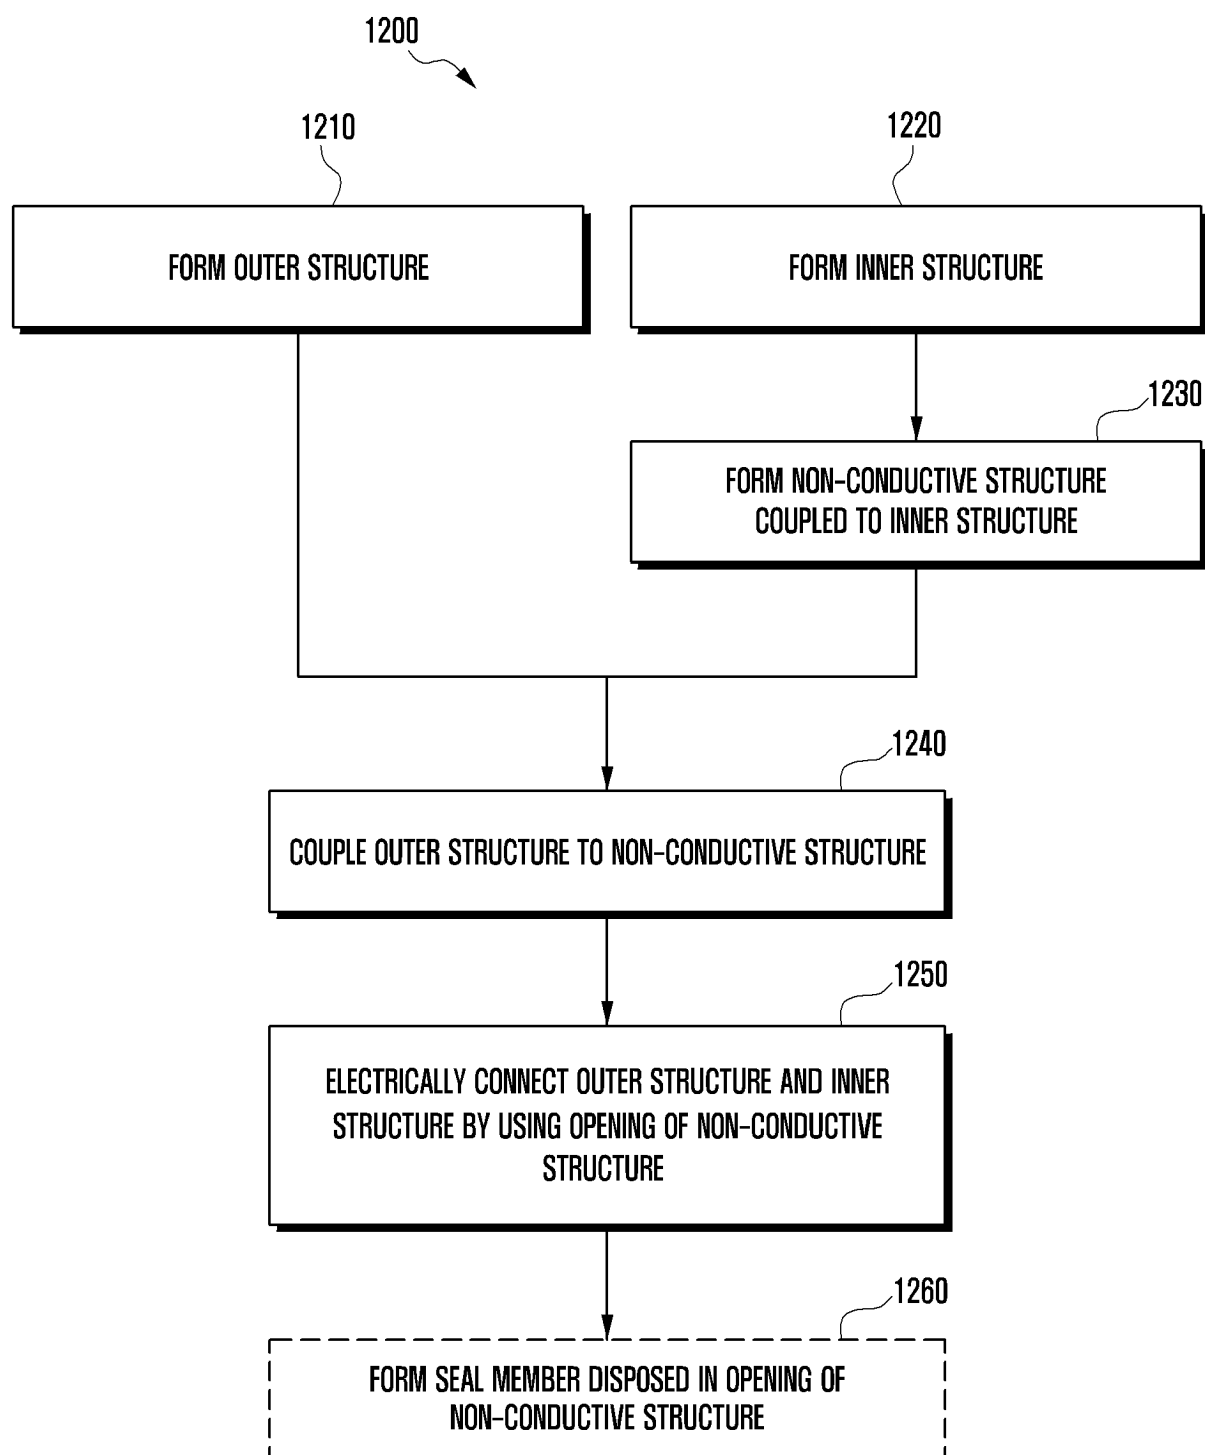 1200
1210
1220
FORM OUTER STRUCTURE
FORM INNER STRUCTURE
1230
FORM NON-CONDUCTIVE STRUCTURE
COUPLED TO INNER STRUCTURE
1240
COUPLE OUTER STRUCTURE TO NON-CONDUCTIVE STRUCTURE
1250
ELECTRICALLY CONNECT OUTER STRUCTURE AND INNER
STRUCTURE BY USING OPENING OF NON-CONDUCTIVE
STRUCTURE
1260
FORM SEAL MEMBER DISPOSED IN OPENING OF
NON-CONDUCTIVE STRUCTURE